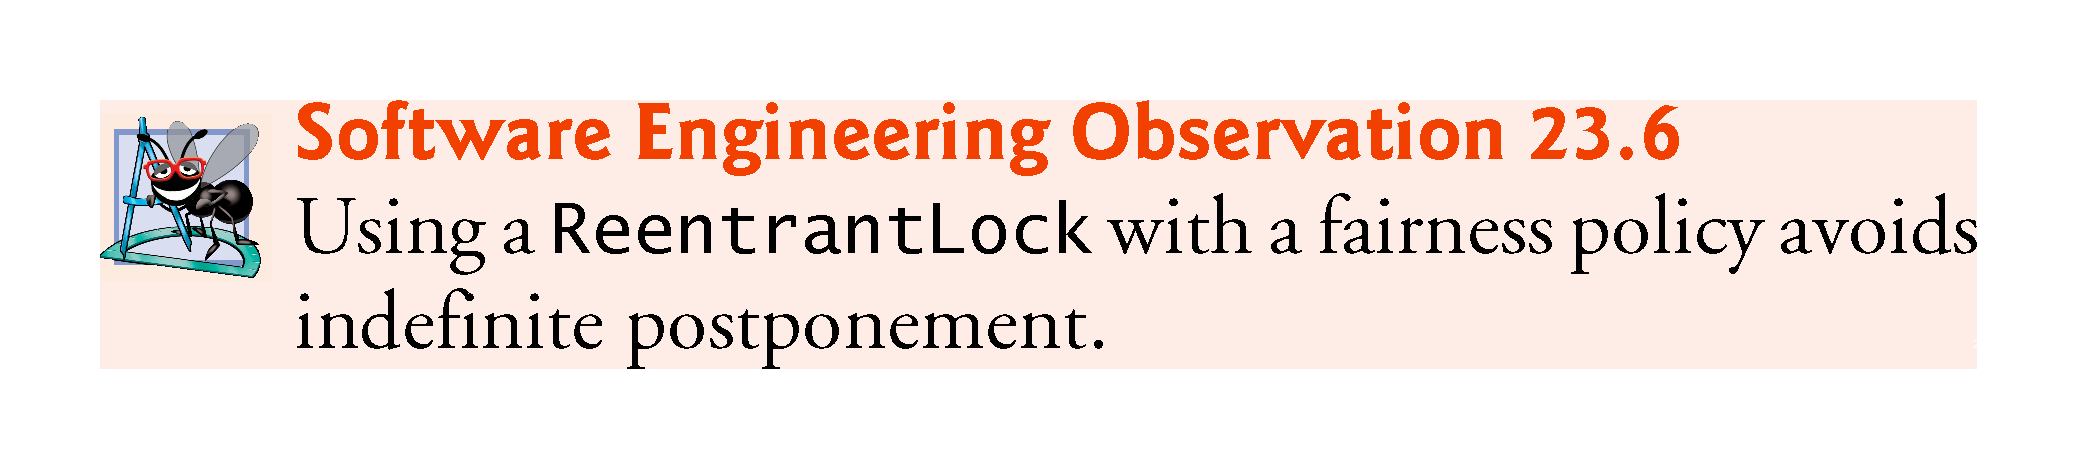 Software Engineering Observation 23.6
Using a ReentrantLock with a fairness policy avoids
indefinite postponement.